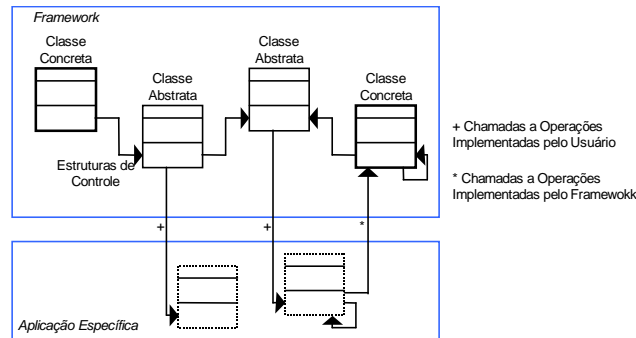 Framework
Classe
Concreta
Classe
Abstrata
Classe
Abstrata
Classe
Concreta
Estruturas de
Controle
+ Chamadas a Operações
Implementadas pelo Usuário
* Chamadas a Operações
Implementadas pelo Framewokk
+
+
*
Aplicação Específica